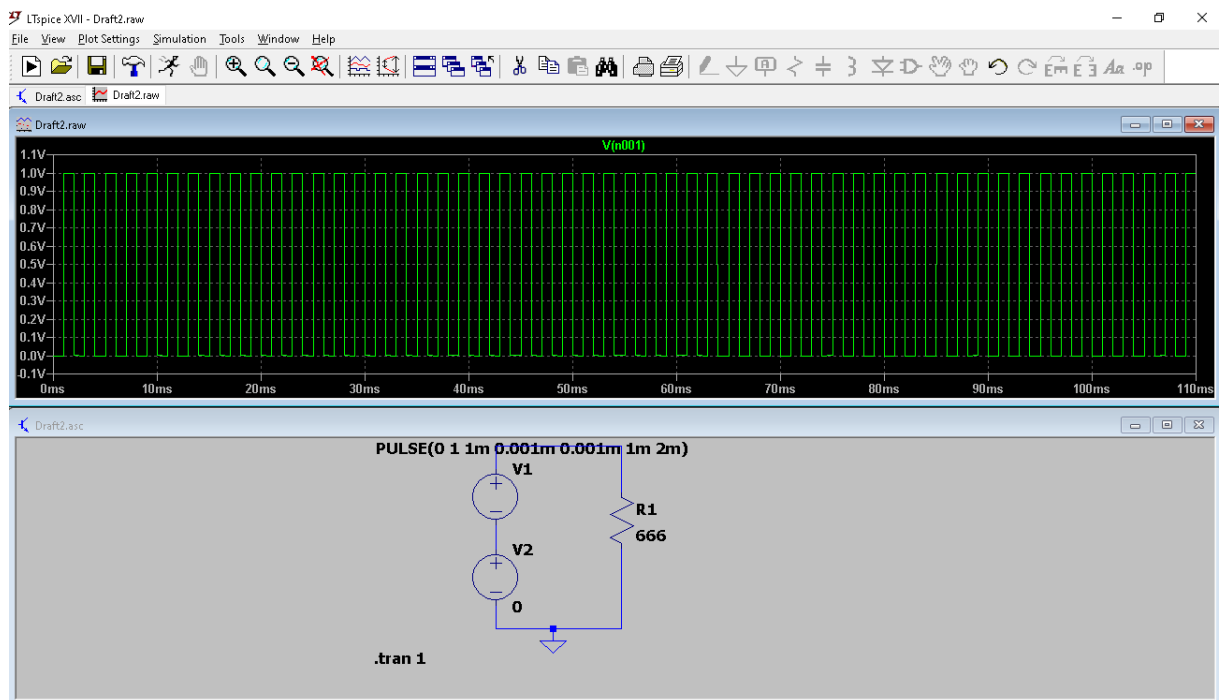 LTspice XVII - Draft2.raw
File View Plot Settings Simulation Tools Window Help
Draft2.asc Draft2.raw
Draft2.raw
V(n001)
1.1V
1.0V
0.9V
0.8V
0.7V
0.6V
0.5V
0.4V
0.3V
0.2V
0.1V
0.0V
-0.1V
0ms 10ms 20ms 30ms 40ms 50ms 60ms 70ms 80ms 90ms 100ms 110ms
Draft2.asc
PULSE(0 1 1m 0.001m 0.001m 1m 2m)
V1
R1
666
V2
0
.tran 1